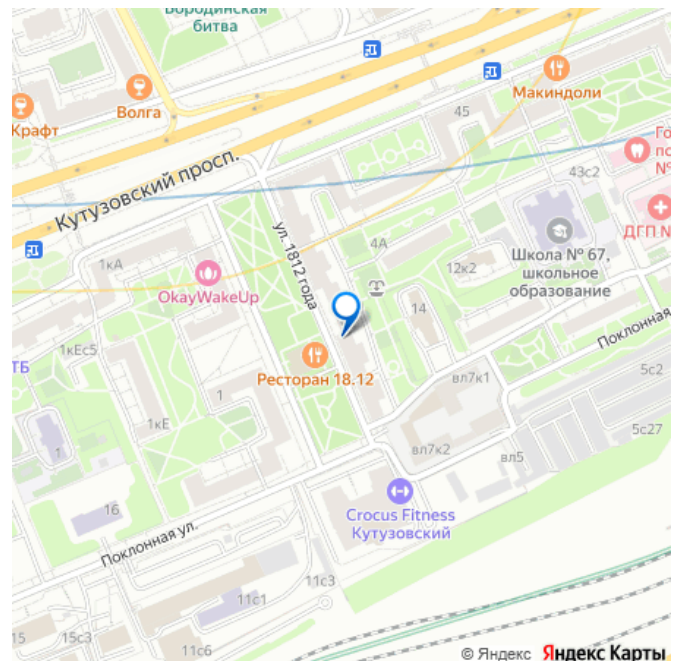 Бородинская
битва
Волга
Крафт
Макиндоли
45
Кутузовский просп.
43с2
ДГП №
ул. 1812 года
4А
Школа № 67,
школьное
образование
1кА
OkayWakeUp
12к2
14
Поклонная
1кЕс5
ТБ
Ресторан 18.12
вл7к1
5с2
1кЕ
1
вл7к2
5с27
1
вл5
16
Crocus Fitness
Кутузовский
Поклонная ул.
11с3
11с1
15
15с3
11с6
© Яндекс Яндекс Карты